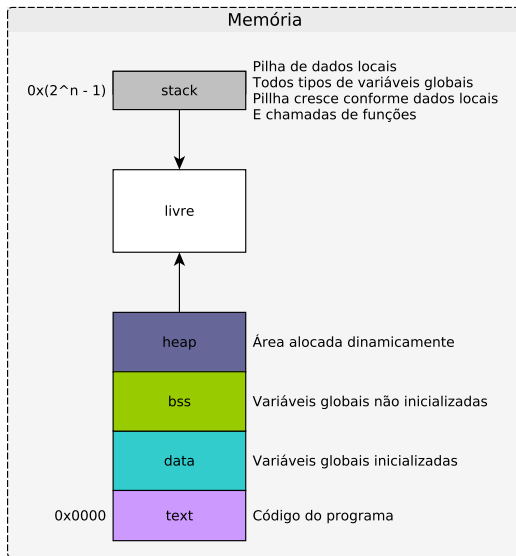 Memória
Pilha de dados locais
Todos tipos de variáveis globais
0x(2^n - 1)
stack
Pillha cresce conforme dados locais
E chamadas de funções
livre
heap
Área alocada dinamicamente
bss
Variáveis globais não inicializadas
data
Variáveis globais inicializadas
0x0000
text
Código do programa